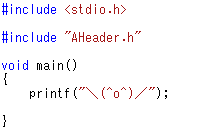 #include <stdio.h>
#include "AHeader.h"
void main()
{
    printf("＼(^o^)／");
}